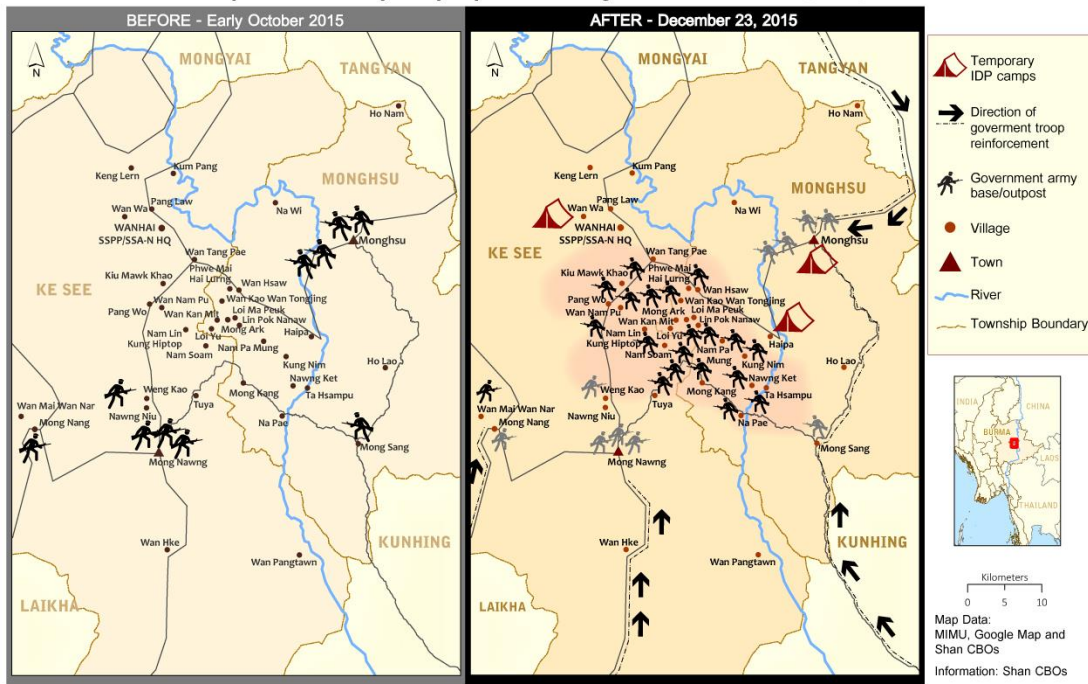 BEFORE - Early October 2015
N
MONGYAI
TANGYAN
Ho Nam
Kum Pang
Keng Lern
MONGHSU
Pang Law
Wan Wa
Na Wi
WANHAI
SSPP/SSA-N HQ
Monghsu
Wan Tang Pae
Phwe Mai
Hai Lurng
Kiu Mawk Khao
KE SEE
Wan Hsaw
Wan Nam Pu
Wan Kao Wan Tongjing
Pang Wo
Loi Ma Peuk
Wan Kan Mit
Lin Pok Nanaw
Mong Ark
Nam Lin
Loi Yu
Haipa
Kung Hiptop
Nam Pa Mung
Nam Soam
Kung Nim
Ho Lao
Weng Kao
Mong Kang
Nawng Ket
Tuya
Ta Hsampu
Wan Mai Wan Nar
Nawng Niu
Na Pae
Mong Nang
Mong Sang
Mong Nawng
Wan Hke
Wan Pangtawn
KUNHING
LAIKHA
AFTER - December 23, 2015
N
MONGYAI
TANGYAN
Ho Nam
Kum Pang
Keng Lern
MONGHSU
Pang Law
Wan Wa
Na Wi
WANHAI
SSPP/SSA-N HQ
Monghsu
Wan Tang Pae
Phwe Mai
Hai Lurng
Kiu Mawk Khao
KE SEE
Wan Hsaw
Pang Wo
Wan Kao Wan Tongjing
Wan Nam Pu
Loi Ma Peuk
Mong Ark
Wan Kan Mit
Lin Pok Nanaw
Nam Lin
Loi Yu
Haipa
Kung Hiptop
Nam Pa
Mung
Nam Soam
Kung Nim
Ho Lao
Weng Kao
Mong Kang
Nawng Ket
Tuya
Ta Hsampu
Wan Mai Wan Nar
Nawng Niu
Na Pae
Mong Nang
Mong Sang
Mong Nawng
Wan Hke
Wan Pangtawn
KUNHING
LAIKHA
Temporary
IDP camps
Direction of
goverment troop
reinforcement
Government army
base/outpost
Village
Town
River
Township Boundary
INDIA
CHINA
BURMA
LAOS
THAILAND
Kilometers
0 5 10
Map Data:
MIMU, Google Map and
Shan CBOs
Information: Shan CBOs